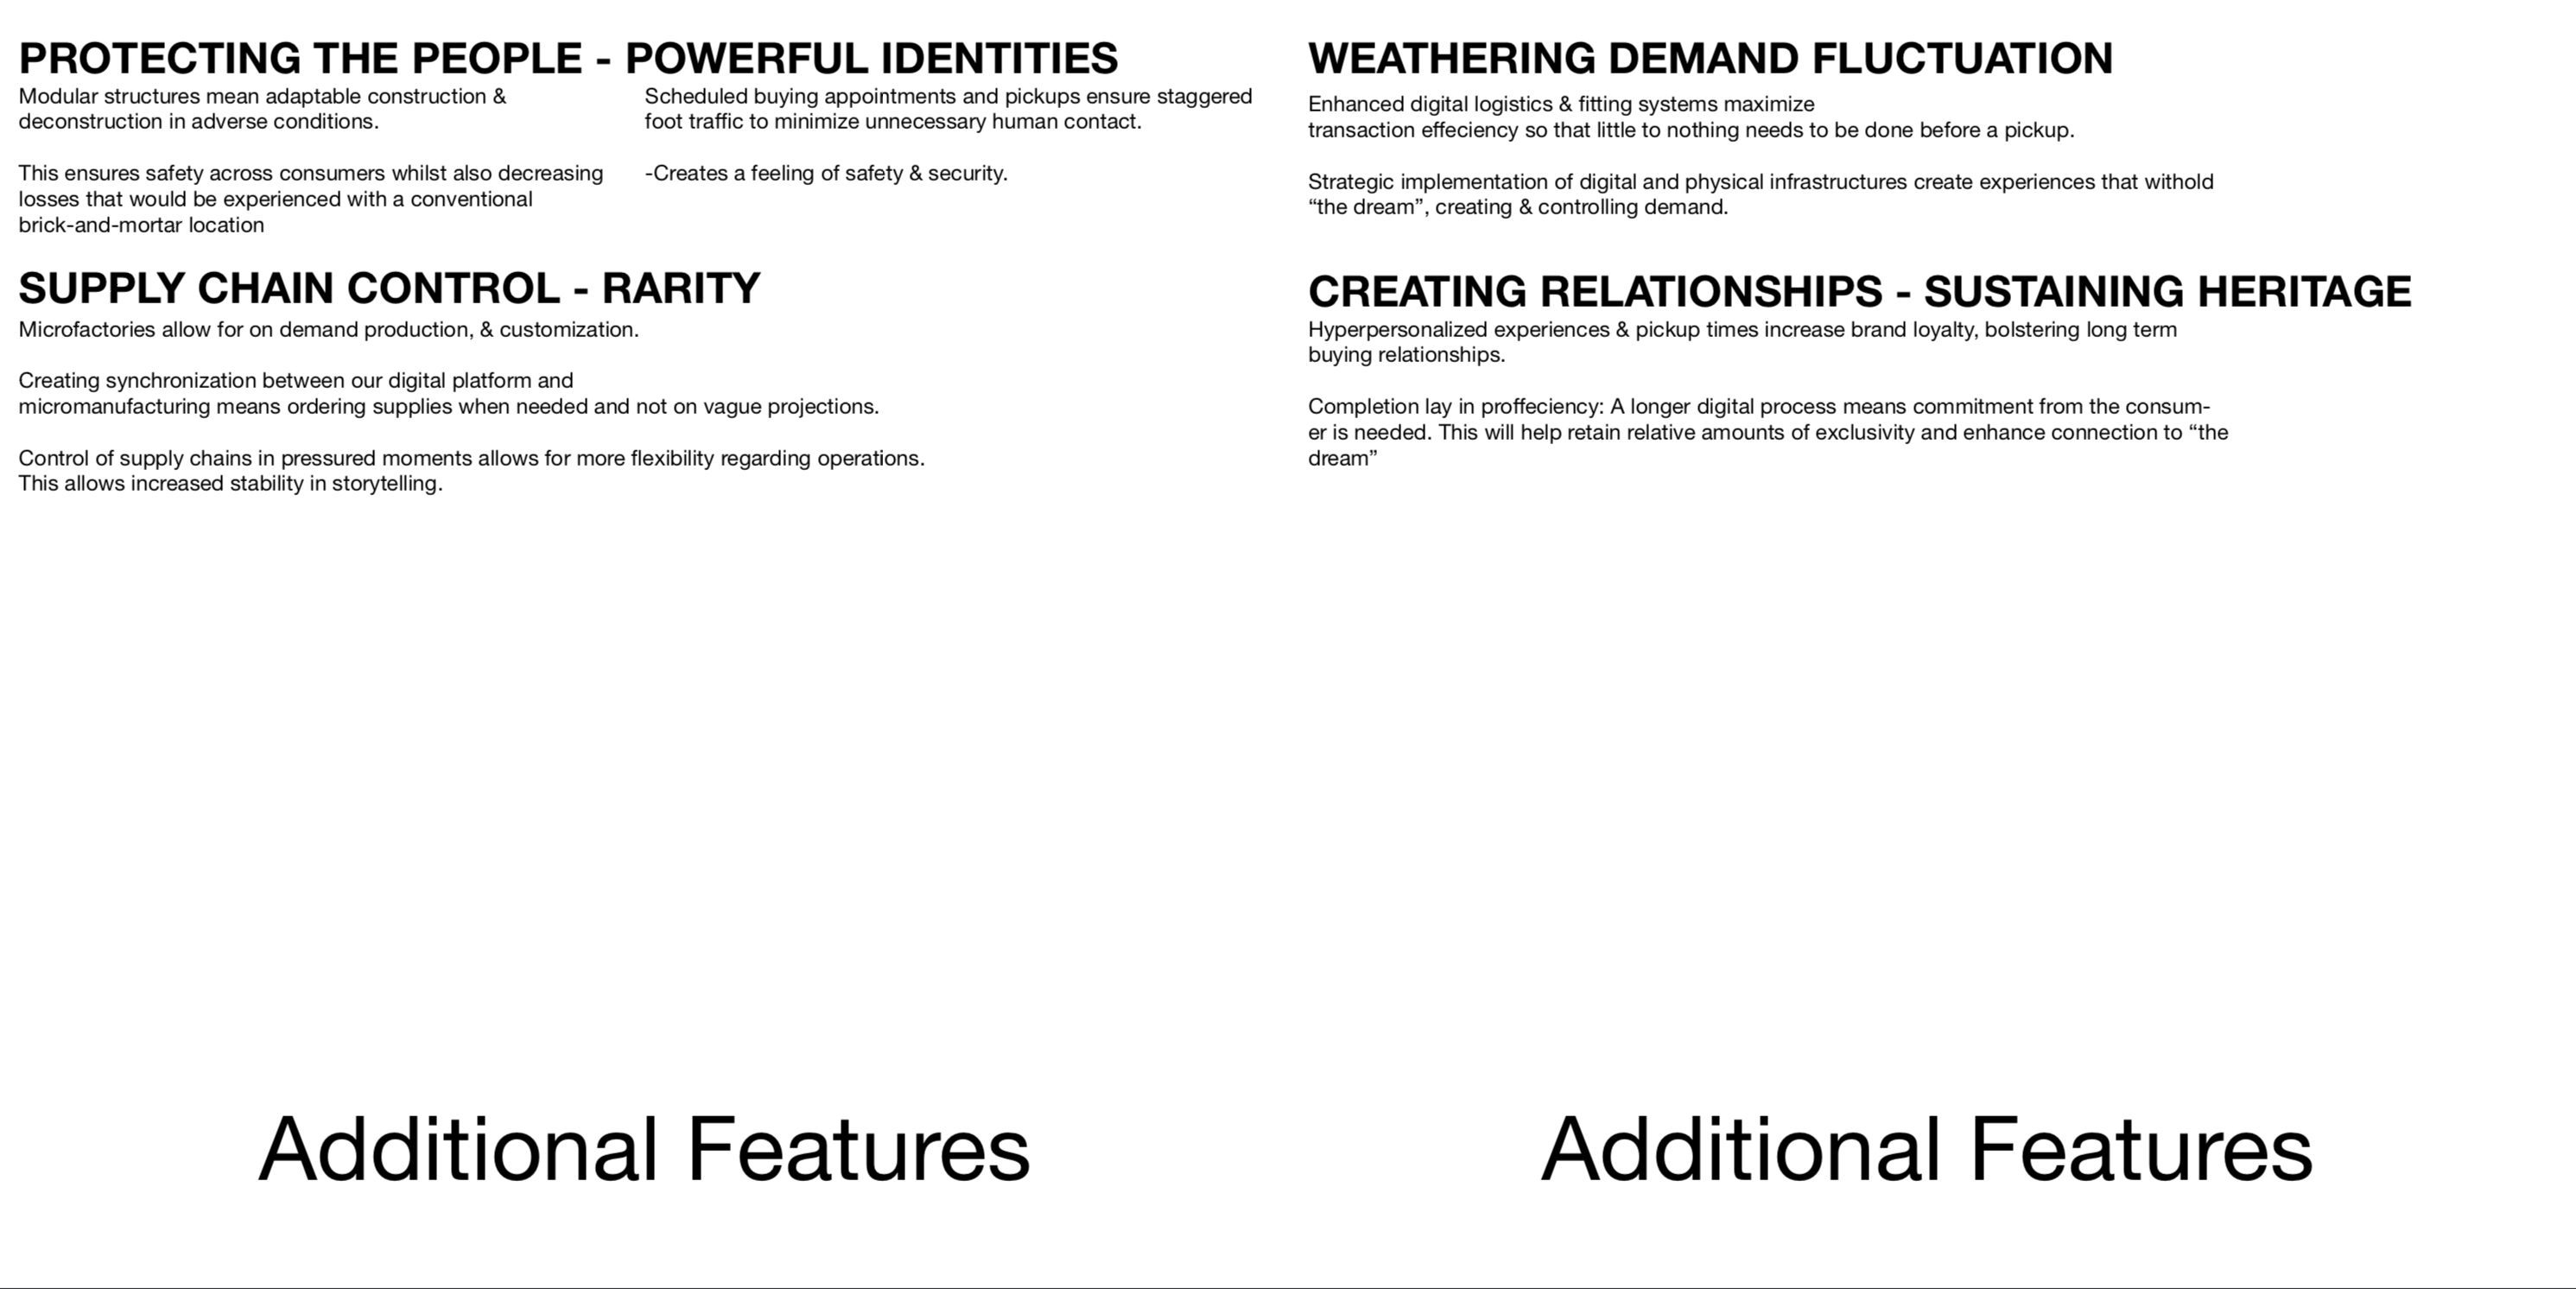 PROTECTING THE PEOPLE - POWERFUL IDENTITIES
Modular structures mean adaptable construction &
deconstruction in adverse conditions.
This ensures safety across consumers whilst also decreasing
losses that would be experienced with a conventional
brick-and-mortar location
Scheduled buying appointments and pickups ensure staggered
foot traffic to minimize unnecessary human contact.
-Creates a feeling of safety & security.
SUPPLY CHAIN CONTROL - RARITY
Microfactories allow for on demand production, & customization.
Creating synchronization between our digital platform and
micromanufacturing means ordering supplies when needed and not on vague projections.
Control of supply chains in pressured moments allows for more flexibility regarding operations.
This allows increased stability in storytelling.
Additional Features
WEATHERING DEMAND FLUCTUATION
Enhanced digital logistics & fitting systems maximize
transaction effeciency so that little to nothing needs to be done before a pickup.
Strategic implementation of digital and physical infrastructures create experiences that withold
“the dream”, creating & controlling demand.
CREATING RELATIONSHIPS - SUSTAINING HERITAGE
Hyperpersonalized experiences & pickup times increase brand loyalty, bolstering long term
buying relationships.
Completion lay in proffeciency: A longer digital process means commitment from the consum-
er is needed. This will help retain relative amounts of exclusivity and enhance connection to “the
dream”
Additional Features